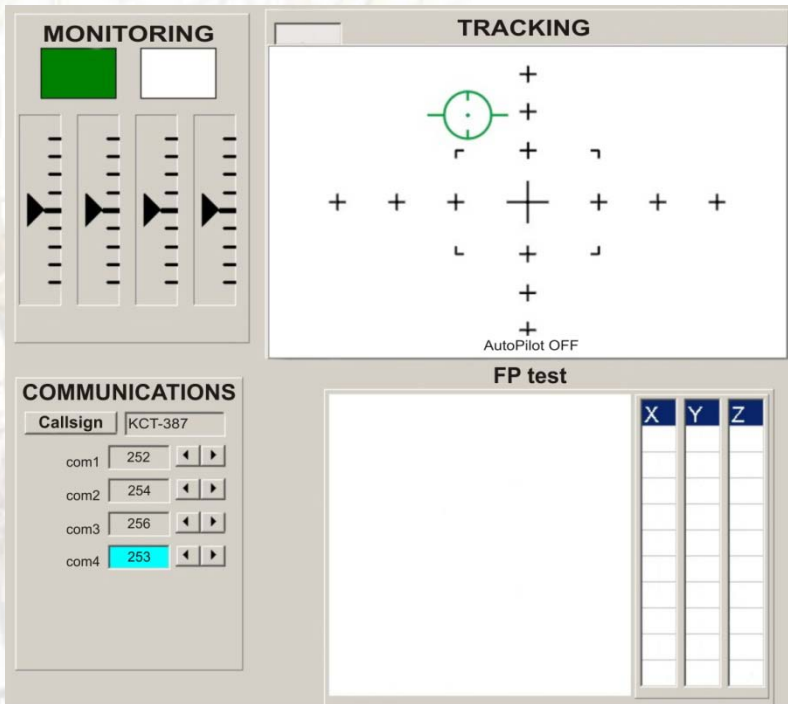 MONITORING
TRACKING
AutoPilot OFF
COMMUNICATIONS
Callsign KCT-387
com1 252
com2 254
com3 256
com4 253
FP test
X Y Z